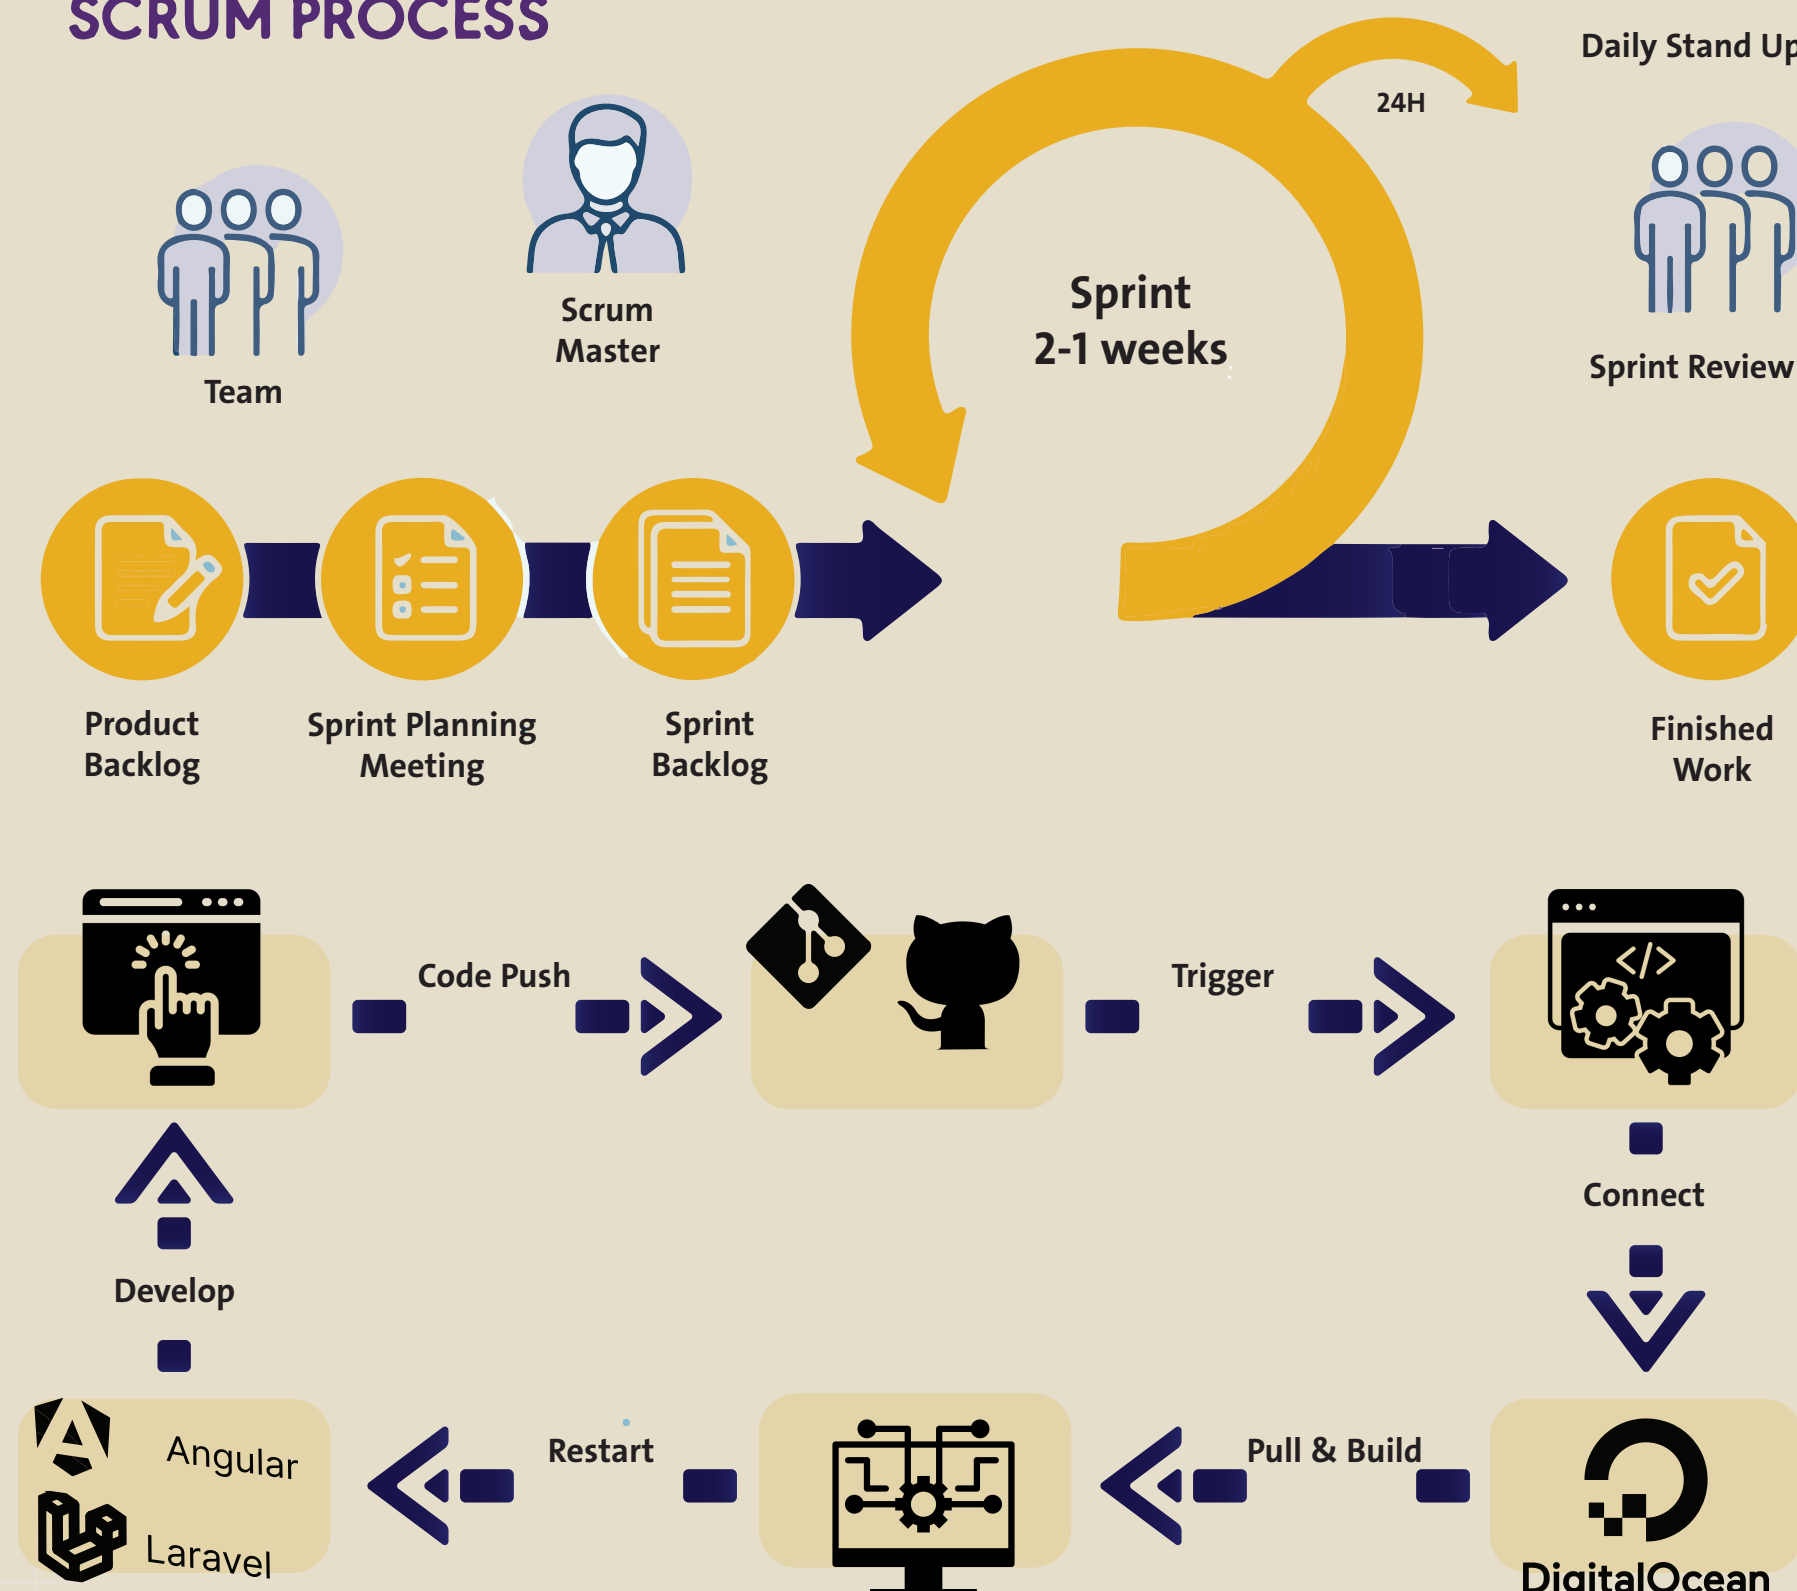 SCRUM PROCESS
Daily Stand Up
24H
Scrum
Master
Team
Sprint
2-1 weeks
Sprint Review
Product
Backlog
Sprint Planning
Meeting
Sprint
Backlog
Finished
Work
Code Push
Trigger
Connect
Develop
Angular
Laravel
Restart
Pull & Build
DigitalOcean